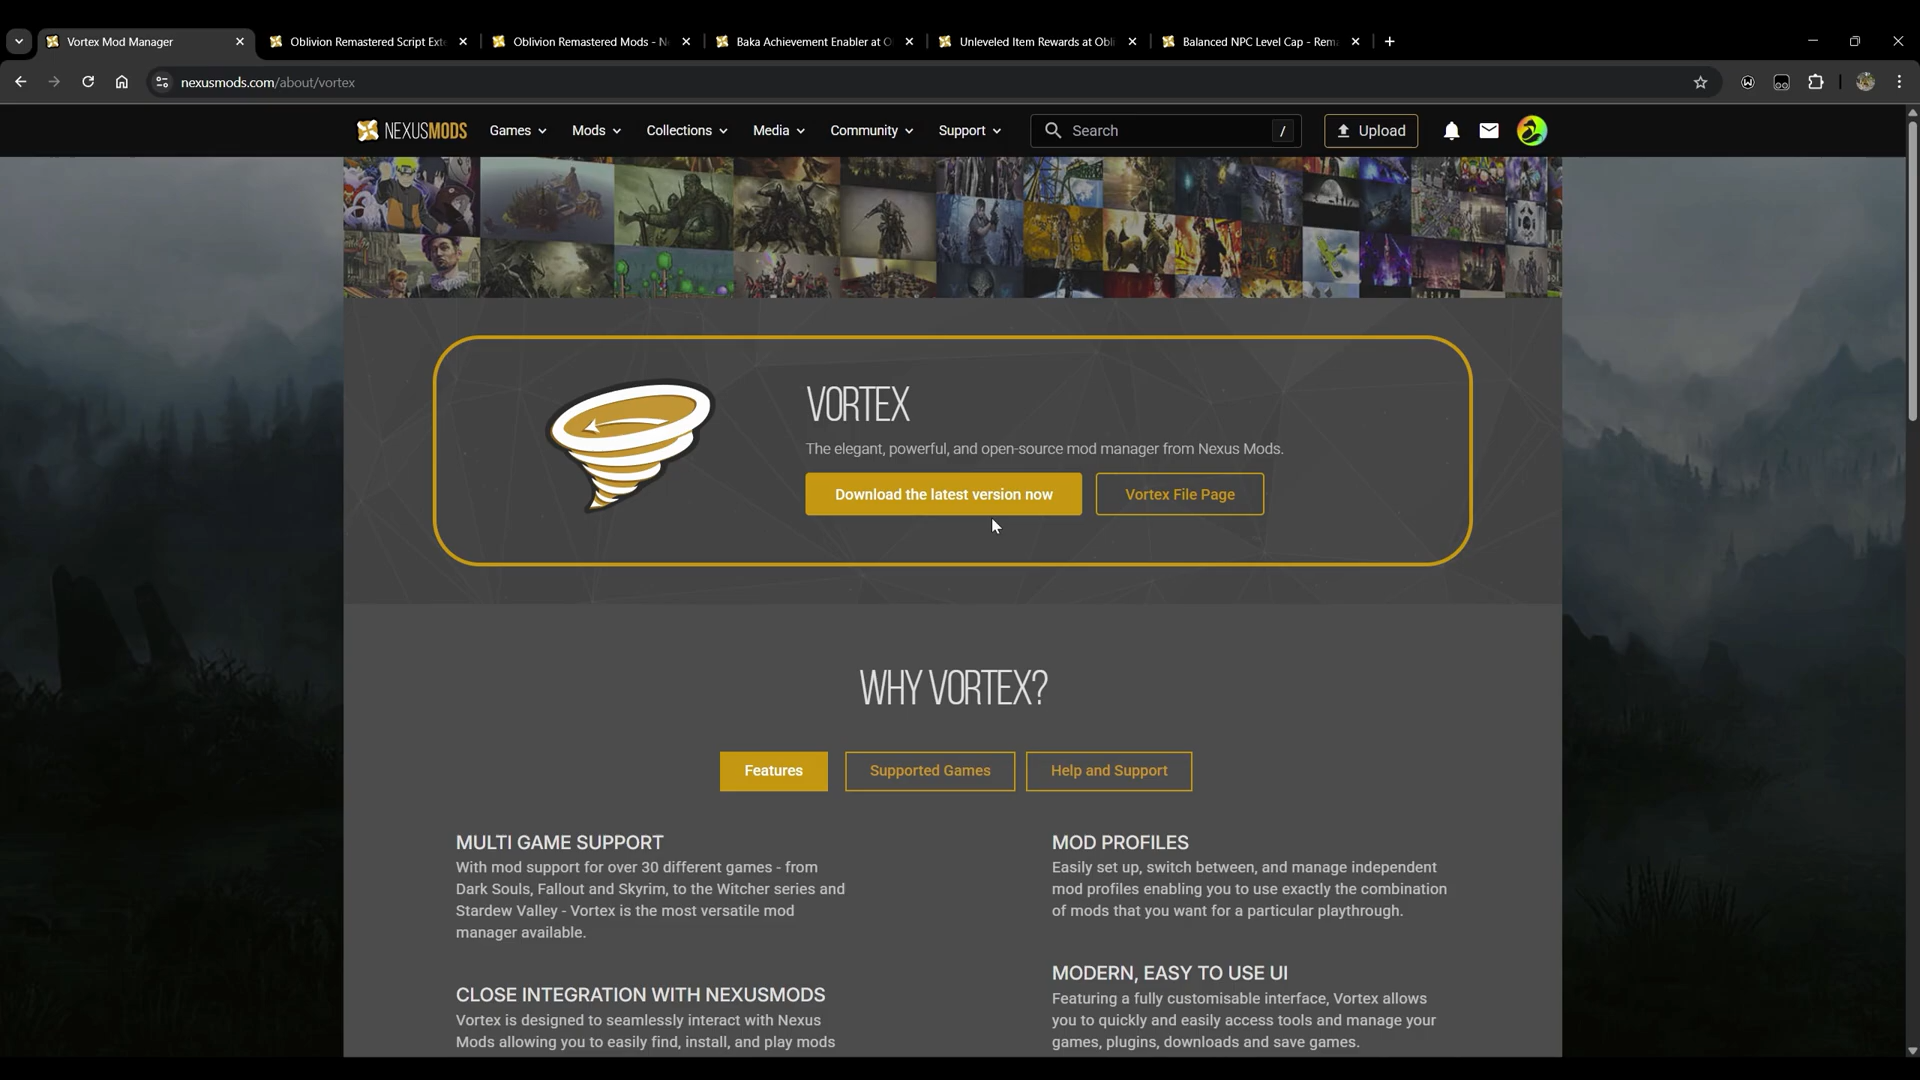 Vortex Mod Manager
Oblivion Remastered Script Exte
Oblivion Remastered Mods - N
Baka Achievement Enabler at O
Unleveled Item Rewards at Obli
Balanced NPC Level Cap - Rem
nexusmods.com/about/vortex
NEXUSMODS
Games
Mods
Collections
Media
Community
Support
Search
/
Upload
VORTEX
The elegant, powerful, and open-source mod manager from Nexus Mods.
Download the latest version now
Vortex File Page
WHY VORTEX?
Features
Supported Games
Help and Support
MULTI GAME SUPPORT
With mod support for over 30 different games - from
Dark Souls, Fallout and Skyrim, to the Witcher series and
Stardew Valley - Vortex is the most versatile mod
manager available.
MOD PROFILES
Easily set up, switch between, and manage independent
mod profiles enabling you to use exactly the combination
of mods that you want for a particular playthrough.
CLOSE INTEGRATION WITH NEXUSMODS
Vortex is designed to seamlessly interact with Nexus
Mods allowing you to easily find, install, and play mods
MODERN, EASY TO USE UI
Featuring a fully customisable interface, Vortex allows
you to quickly and easily access tools and manage your
games, plugins, downloads and save games.